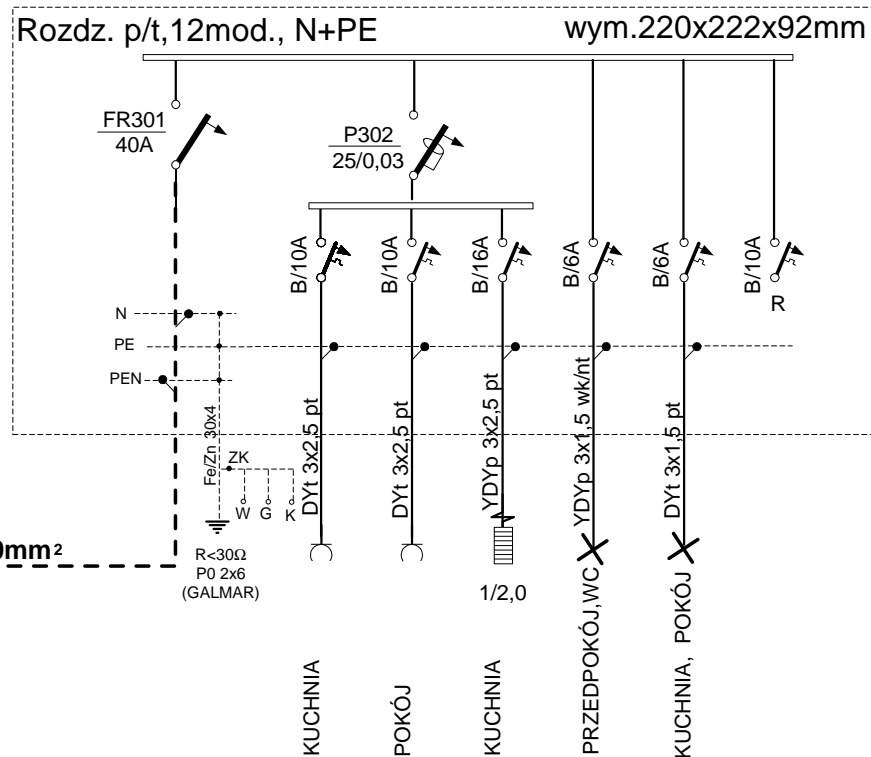 Rozdz. p/t,12mod., N+PE
wym.220x222x92mm
FR301
40A
P302
25/0,03
B/10A
B/10A
B/16A
B/6A
B/6A
B/10A
R
N
PE
PEN
Fe/Zn 30x4
ZK
W G K
R<30Ω
P0 2x6
(GALMAR)
mm²
DYt 3x2,5 pt
DYt 3x2,5 pt
YDYp 3x2,5 pt
YDYp 3x1,5 wk/nt
DYt 3x1,5 pt
1/2,0
KUCHNIA
POKÓJ
KUCHNIA
PRZEDPOKÓJ,WC
KUCHNIA, POKÓJ